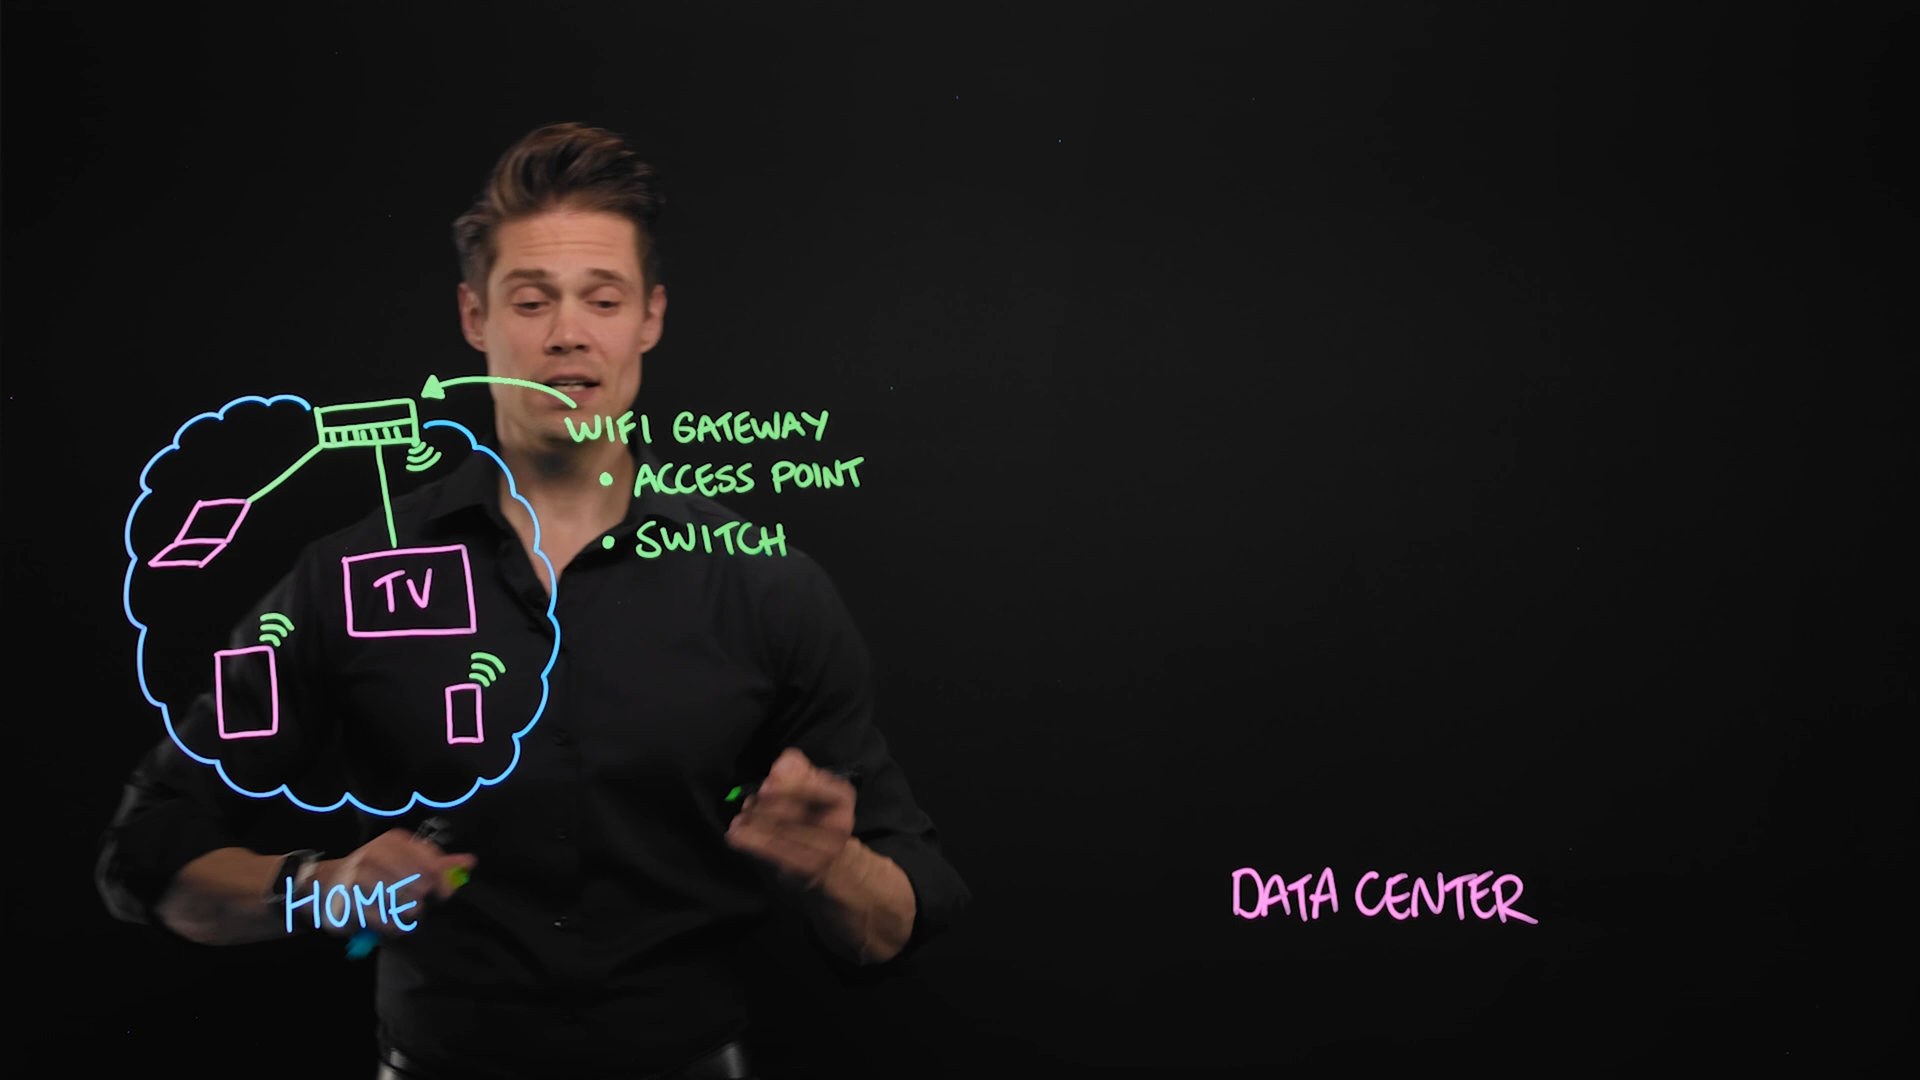 WIFI GATEWAY
• ACCESS POINT
• SWITCH
TV
HOME
DATA CENTER